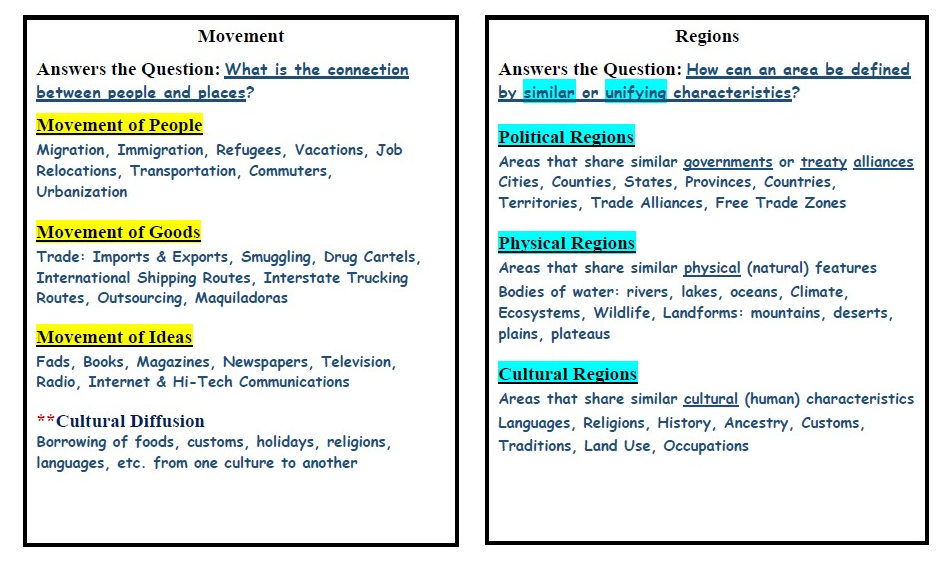 Movement
Answers the Question: What is the connection
between people and places?
Movement of People
Migration, Immigration, Refugees, Vacations, Job
Relocations, Transportation, Commuters,
Urbanization
Movement of Goods
Trade: Imports & Exports, Smuggling, Drug Cartels,
International Shipping Routes, Interstate Trucking
Routes, Outsourcing, Maquiladoras
Movement of Ideas
Fads, Books, Magazines, Newspapers, Television,
Radio, Internet & Hi-Tech Communications
**Cultural Diffusion
Borrowing of foods, customs, holidays, religions,
languages, etc. from one culture to another
Regions
Answers the Question: How can an area be defined
by similar or unifying characteristics?
Political Regions
Areas that share similar governments or treaty alliances
Cities, Counties, States, Provinces, Countries,
Territories, Trade Alliances, Free Trade Zones
Physical Regions
Areas that share similar physical (natural) features
Bodies of water: rivers, lakes, oceans, Climate,
Ecosystems, Wildlife, Landforms: mountains, deserts,
plains, plateaus
Cultural Regions
Areas that share similar cultural (human) characteristics
Languages, Religions, History, Ancestry, Customs,
Traditions, Land Use, Occupations